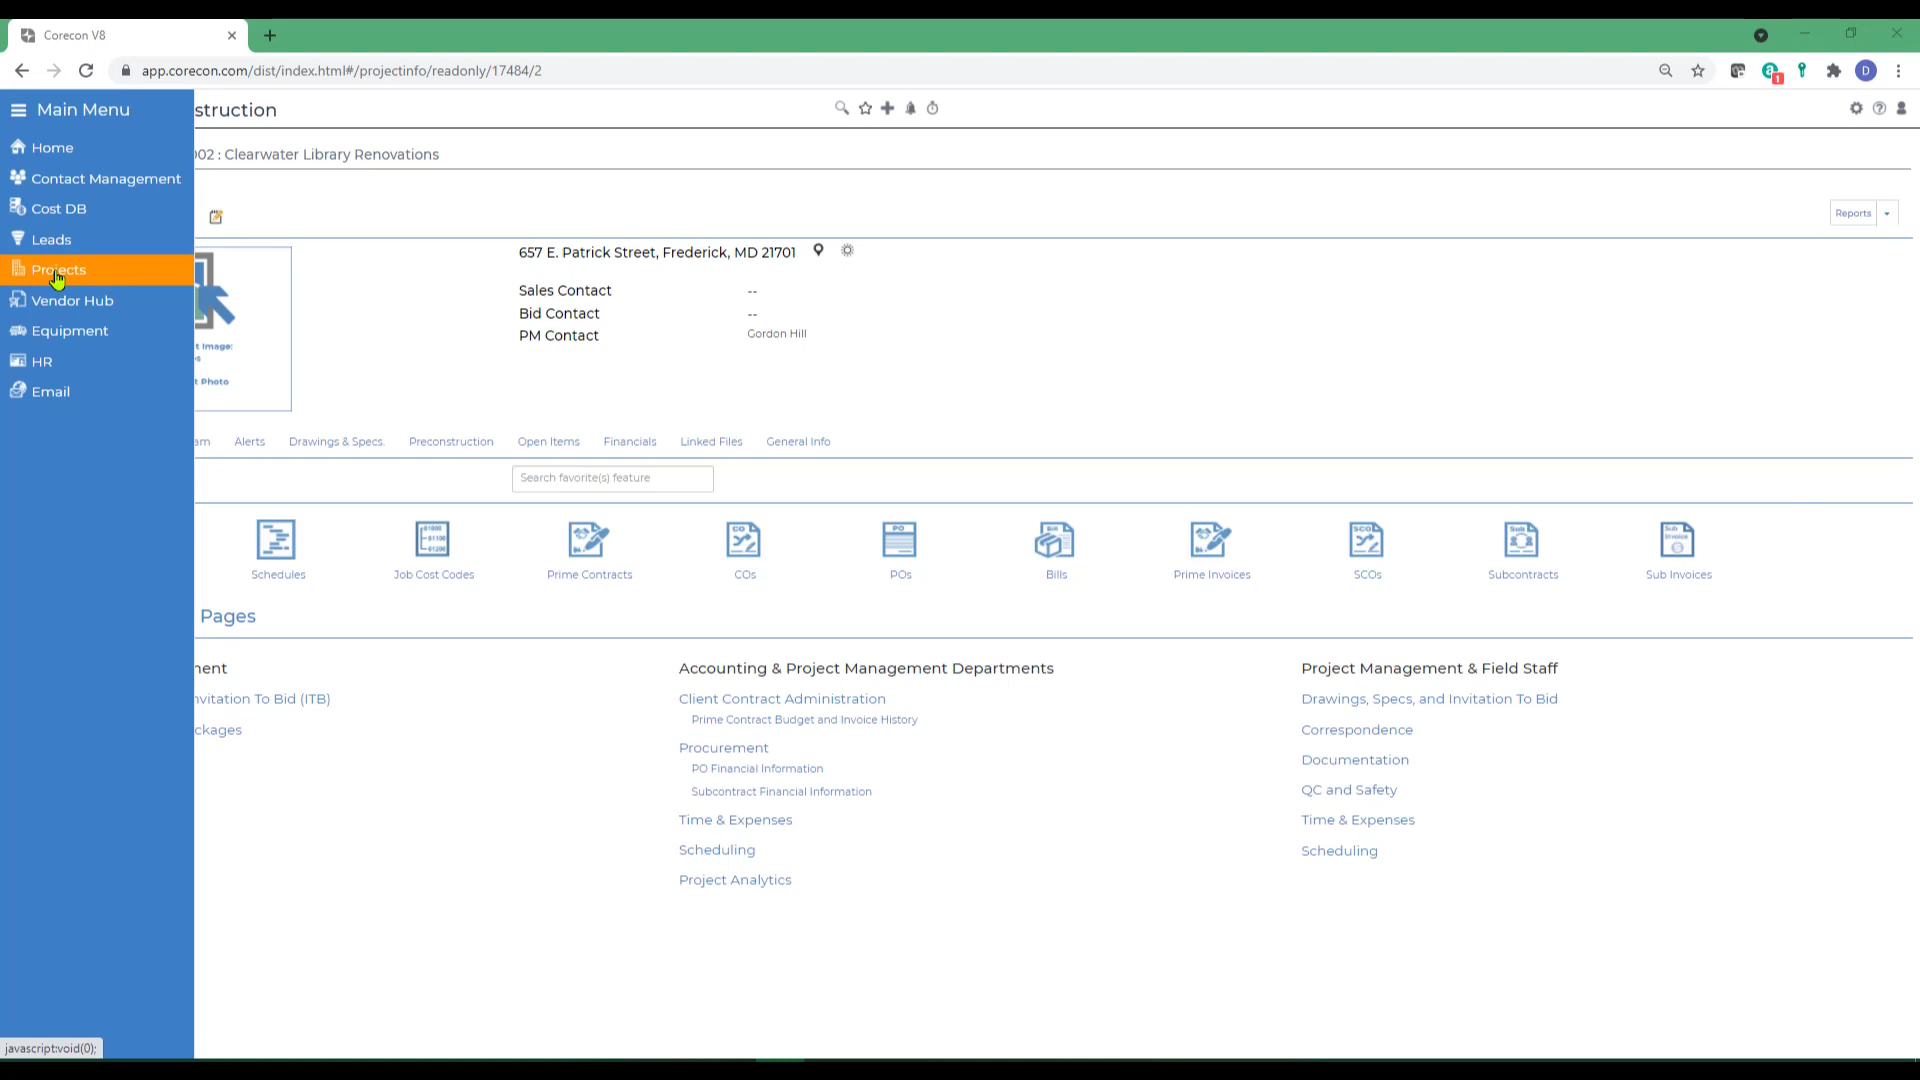 Corecon V8
app.corecon.com/dist/index.html#/projectinfo/readonly/17484/2
D
1
Main Menu
struction
Home
002 : Clearwater Library Renovations
Contact Management
Cost DB
Reports
Leads
657 E. Patrick Street, Frederick, MD 21701
Projects
Sales Contact --
Vendor Hub
Bid Contact --
Equipment
PM Contact Gordon Hill
t Image:
s
HR
t Photo
Email
am Alerts Drawings & Specs. Preconstruction Open Items Financials Linked Files General Info
Search favorite(s) feature
Schedules Job Cost Codes Prime Contracts COs POs Bills Prime Invoices SCOs Subcontracts Sub Invoices
Pages
nent Accounting & Project Management Departments Project Management & Field Staff
nvitation To Bid (ITB) Client Contract Administration Drawings, Specs, and Invitation To Bid
Prime Contract Budget and Invoice History
ckages Correspondence
Procurement
Documentation
PO Financial Information
Subcontract Financial Information QC and Safety
Time & Expenses Time & Expenses
Scheduling Scheduling
Project Analytics
javascript:void(0);